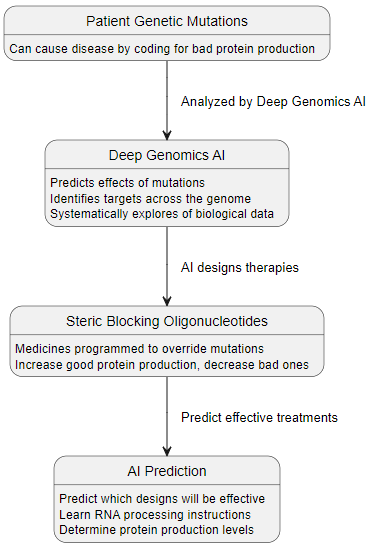 Patient Genetic Mutations
Can cause disease by coding for bad protein production
Analyzed by Deep Genomics AI
Deep Genomics AI
Predicts effects of mutations
Identifies targets across the genome
Systematically explores of biological data
AI designs therapies
Steric Blocking Oligonucleotides
Medicines programmed to override mutations
Increase good protein production, decrease bad ones
Predict effective treatments
AI Prediction
Predict which designs will be effective
Learn RNA processing instructions
Determine protein production levels